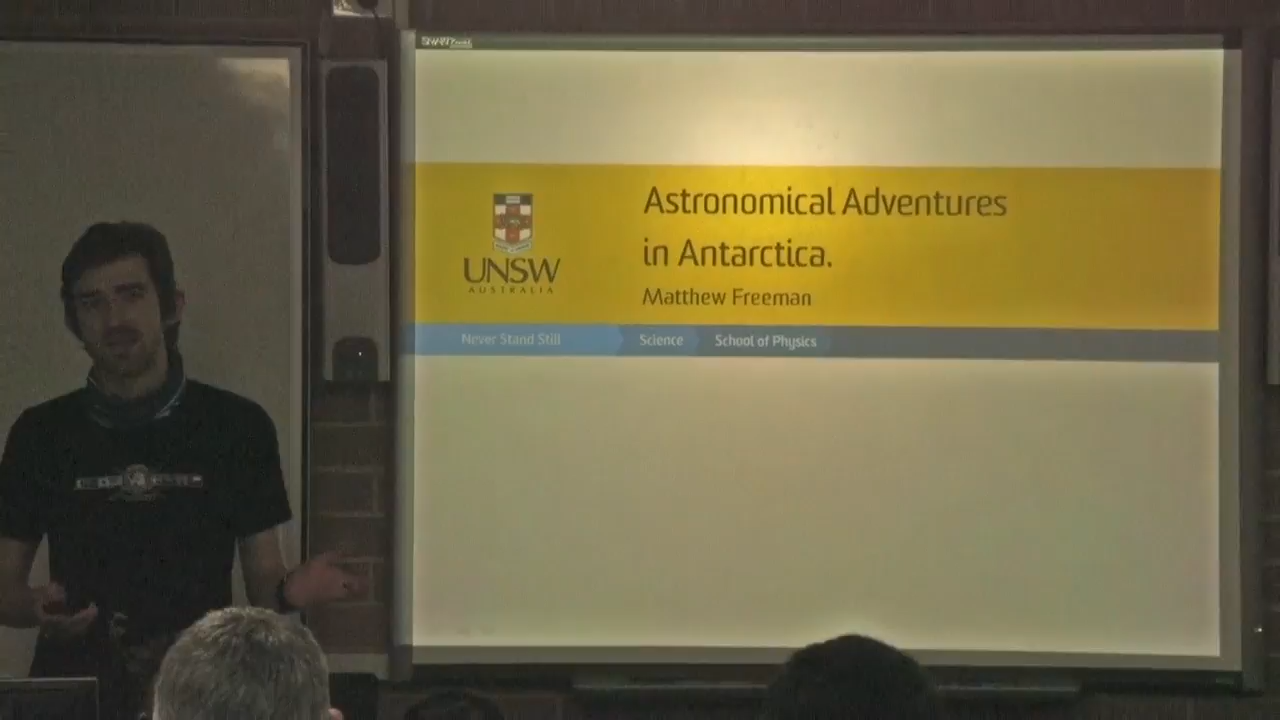 Astronomical Adventures
in Antarctica.
Matthew Freeman
UNSW
AUSTRALIA
Never Stand Still
Science
School of Physics